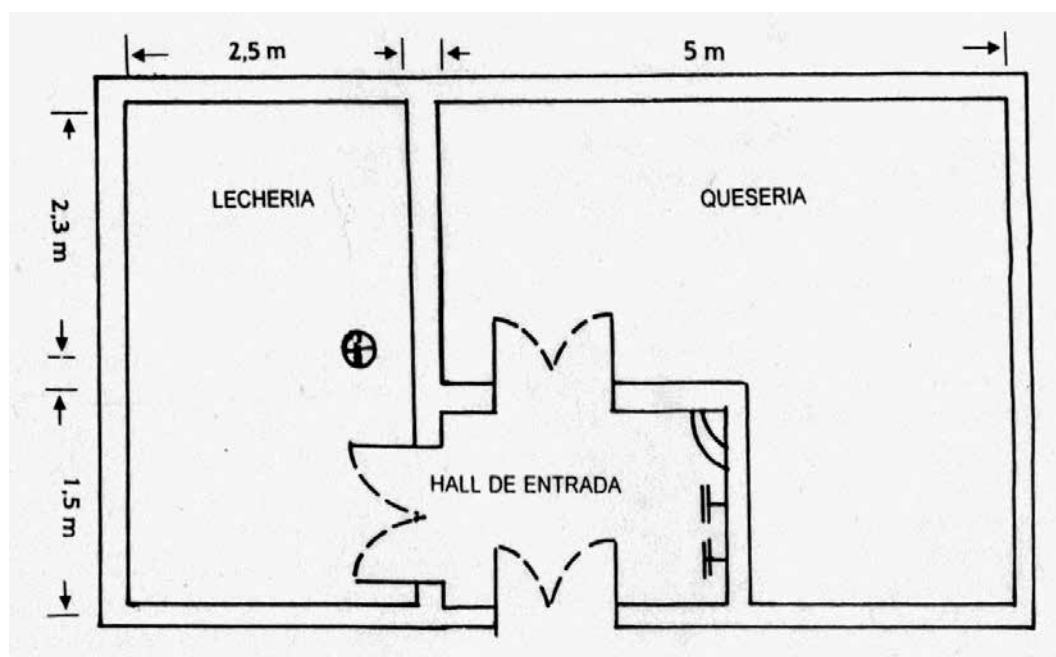 2,5 m
5 m
LECHERIA
QUESERIA
2,3 m
HALL DE ENTRADA
1,5 m